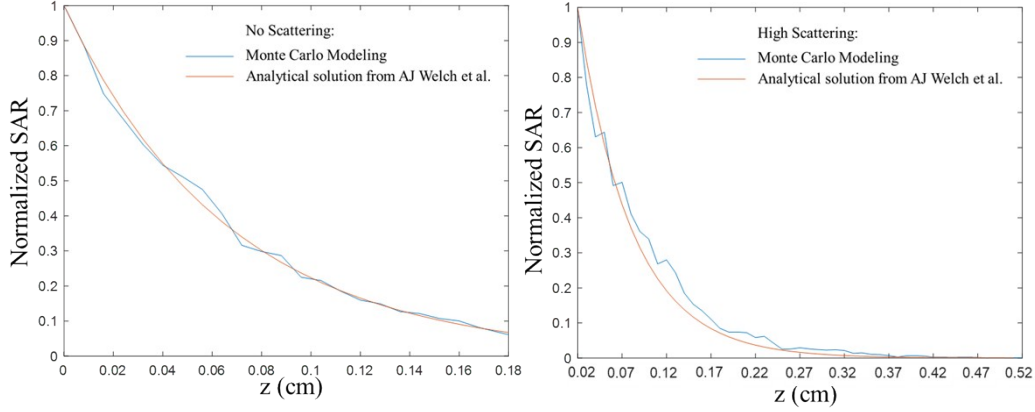 No Scattering:
Monte Carlo Modeling
Analytical solution from AJ Welch et al.
Normalized SAR
1
0.9
0.8
0.7
0.6
0.5
0.4
0.3
0.2
0.1
0
0 0.02 0.04 0.06 0.08 0.1 0.12 0.14 0.16 0.18
z (cm)
High Scattering:
Monte Carlo Modeling
Analytical solution from AJ Welch et al.
Normalized SAR
1
0.9
0.8
0.7
0.6
0.5
0.4
0.3
0.2
0.1
0
0.02 0.07 0.12 0.17 0.22 0.27 0.32 0.37 0.42 0.47 0.52
z (cm)